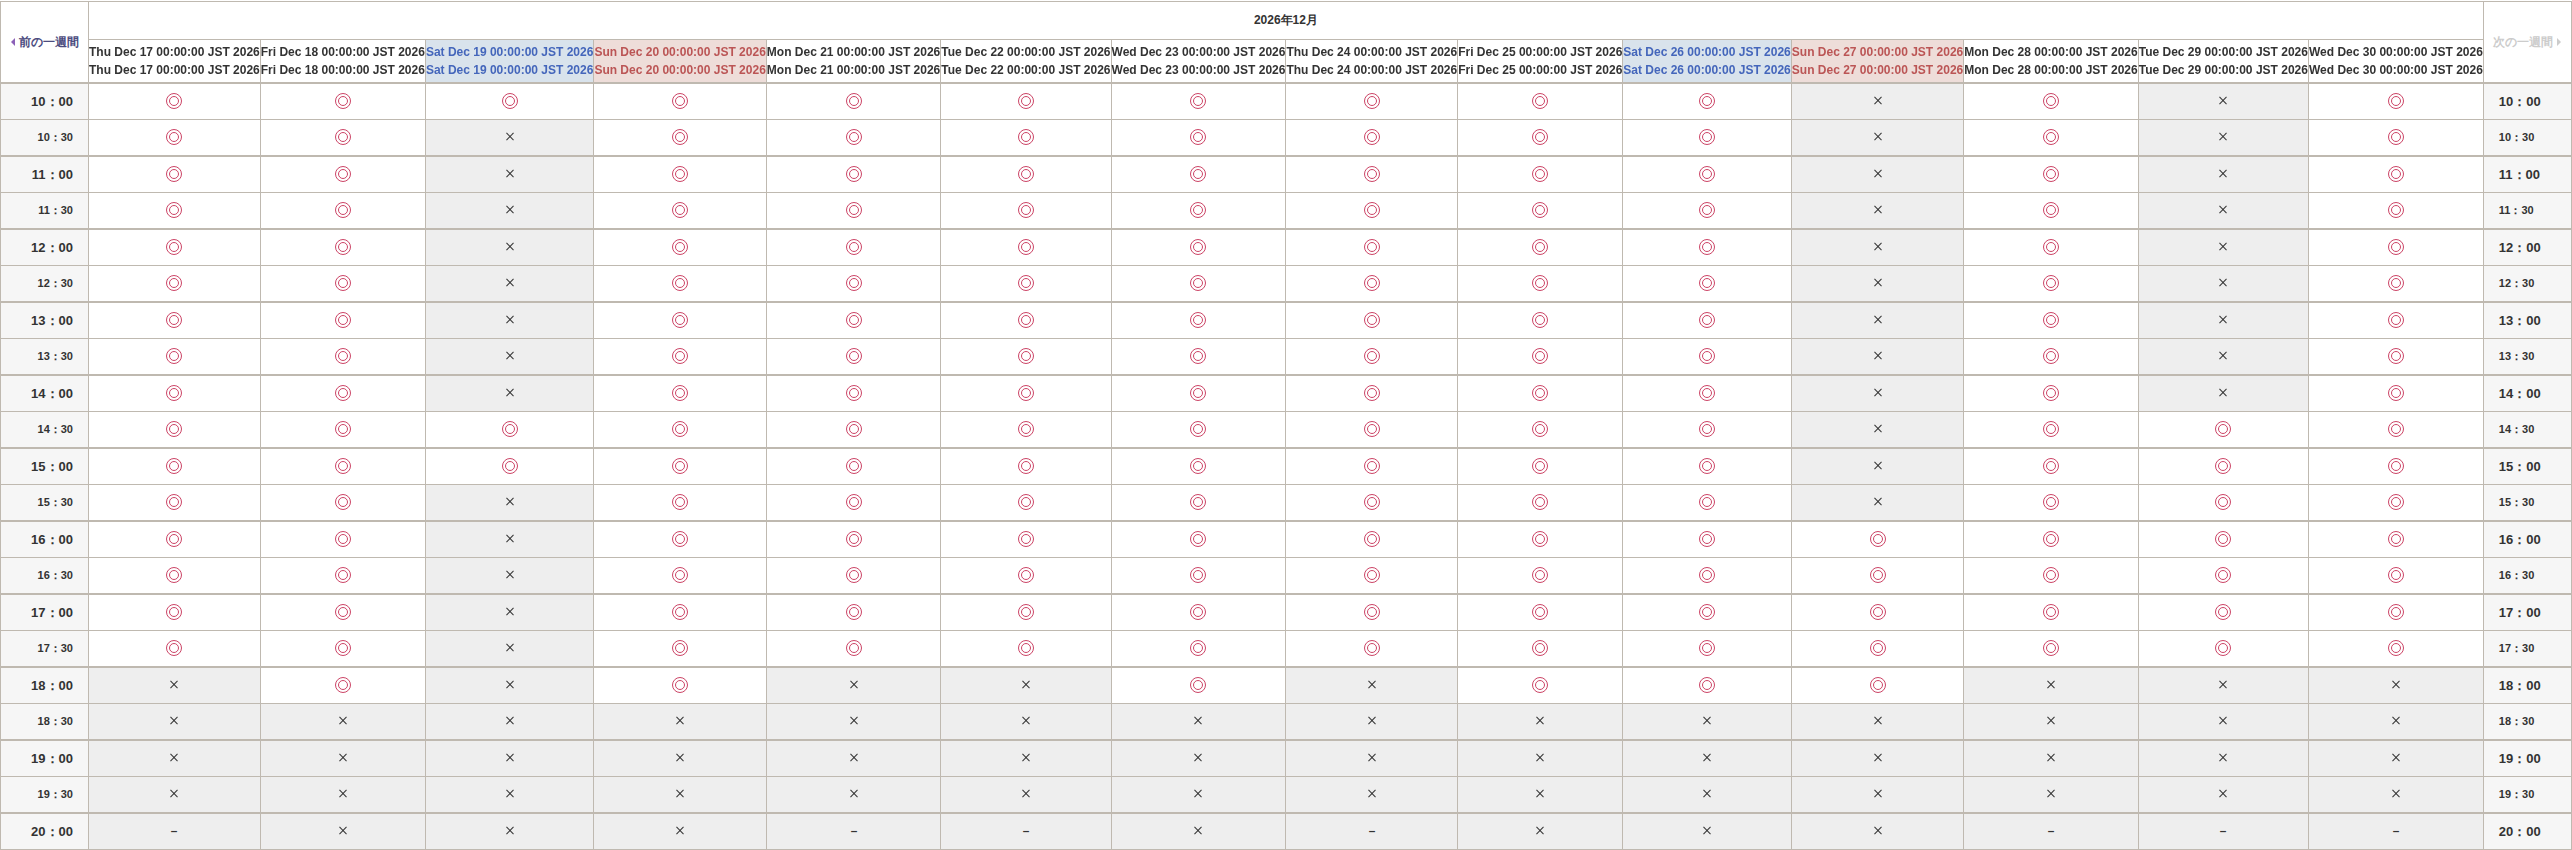 2026年12月
前の一週間
次の一週間
Thu Dec 17 00:00:00 JST 2026 Fri Dec 18 00:00:00 JST 2026 Sat Dec 19 00:00:00 JST 2026 Sun Dec 20 00:00:00 JST 2026 Mon Dec 21 00:00:00 JST 2026 Tue Dec 22 00:00:00 JST 2026 Wed Dec 23 00:00:00 JST 2026 Thu Dec 24 00:00:00 JST 2026 Fri Dec 25 00:00:00 JST 2026 Sat Dec 26 00:00:00 JST 2026 Sun Dec 27 00:00:00 JST 2026 Mon Dec 28 00:00:00 JST 2026 Tue Dec 29 00:00:00 JST 2026 Wed Dec 30 00:00:00 JST 2026
Thu Dec 17 00:00:00 JST 2026 Fri Dec 18 00:00:00 JST 2026 Sat Dec 19 00:00:00 JST 2026 Sun Dec 20 00:00:00 JST 2026 Mon Dec 21 00:00:00 JST 2026 Tue Dec 22 00:00:00 JST 2026 Wed Dec 23 00:00:00 JST 2026 Thu Dec 24 00:00:00 JST 2026 Fri Dec 25 00:00:00 JST 2026 Sat Dec 26 00:00:00 JST 2026 Sun Dec 27 00:00:00 JST 2026 Mon Dec 28 00:00:00 JST 2026 Tue Dec 29 00:00:00 JST 2026 Wed Dec 30 00:00:00 JST 2026
10：00 ◎ ◎ ◎ ◎ ◎ ◎ ◎ ◎ ◎ ◎ × ◎ × ◎ 10：00
10：30 ◎ ◎ × ◎ ◎ ◎ ◎ ◎ ◎ ◎ × ◎ × ◎ 10：30
11：00 ◎ ◎ × ◎ ◎ ◎ ◎ ◎ ◎ ◎ × ◎ × ◎ 11：00
11：30 ◎ ◎ × ◎ ◎ ◎ ◎ ◎ ◎ ◎ × ◎ × ◎ 11：30
12：00 ◎ ◎ × ◎ ◎ ◎ ◎ ◎ ◎ ◎ × ◎ × ◎ 12：00
12：30 ◎ ◎ × ◎ ◎ ◎ ◎ ◎ ◎ ◎ × ◎ × ◎ 12：30
13：00 ◎ ◎ × ◎ ◎ ◎ ◎ ◎ ◎ ◎ × ◎ × ◎ 13：00
13：30 ◎ ◎ × ◎ ◎ ◎ ◎ ◎ ◎ ◎ × ◎ × ◎ 13：30
14：00 ◎ ◎ × ◎ ◎ ◎ ◎ ◎ ◎ ◎ × ◎ × ◎ 14：00
14：30 ◎ ◎ ◎ ◎ ◎ ◎ ◎ ◎ ◎ ◎ × ◎ ◎ ◎ 14：30
15：00 ◎ ◎ ◎ ◎ ◎ ◎ ◎ ◎ ◎ ◎ × ◎ ◎ ◎ 15：00
15：30 ◎ ◎ × ◎ ◎ ◎ ◎ ◎ ◎ ◎ × ◎ ◎ ◎ 15：30
16：00 ◎ ◎ × ◎ ◎ ◎ ◎ ◎ ◎ ◎ ◎ ◎ ◎ ◎ 16：00
16：30 ◎ ◎ × ◎ ◎ ◎ ◎ ◎ ◎ ◎ ◎ ◎ ◎ ◎ 16：30
17：00 ◎ ◎ × ◎ ◎ ◎ ◎ ◎ ◎ ◎ ◎ ◎ ◎ ◎ 17：00
17：30 ◎ ◎ × ◎ ◎ ◎ ◎ ◎ ◎ ◎ ◎ ◎ ◎ ◎ 17：30
18：00 × ◎ × ◎ × × ◎ × ◎ ◎ ◎ × × × 18：00
18：30 × × × × × × × × × × × × × × 18：30
19：00 × × × × × × × × × × × × × × 19：00
19：30 × × × × × × × × × × × × × × 19：30
20：00 － × × × － － × － × × × － － － 20：00